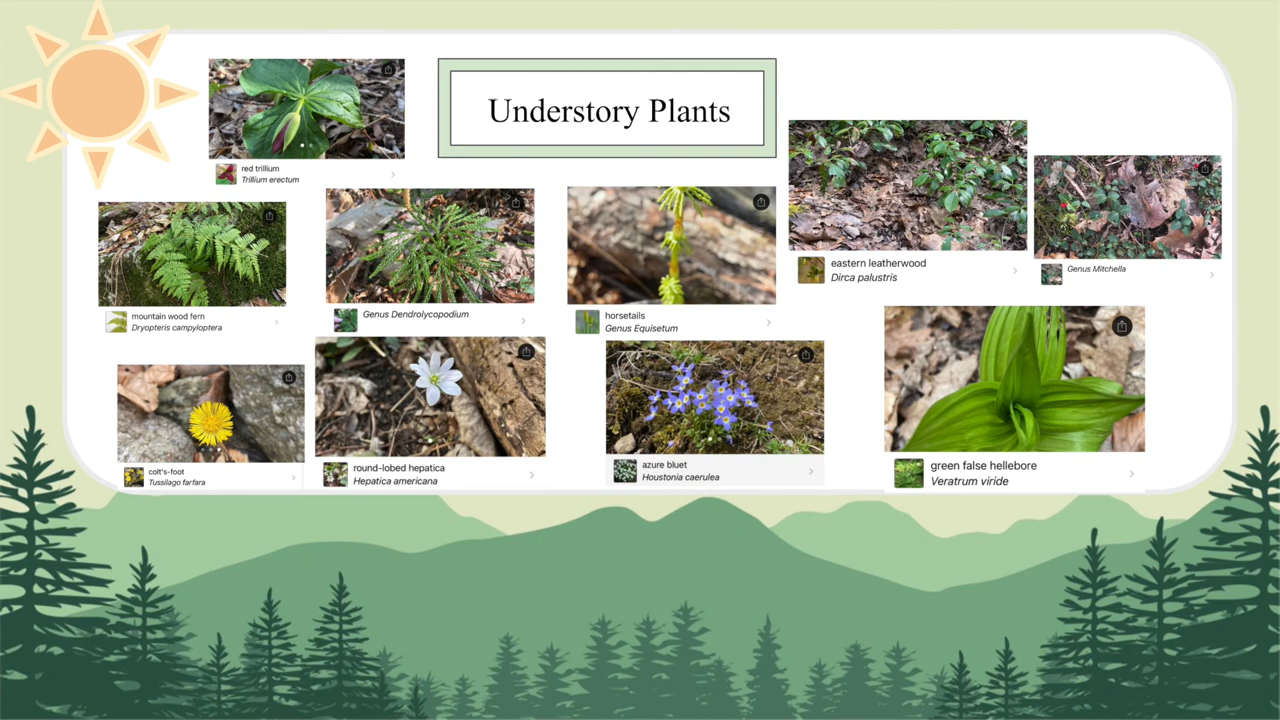 Understory Plants
red trillium
Trillium erectum
eastern leatherwood
Dirca palustris
Genus Mitchella
mountain wood fern
Dryopteris campyloptera
Genus Dendrolycopodium
horsetails
Genus Equisetum
colt's-foot
Tussilago farfara
round-lobed hepatica
Hepatica americana
azure bluet
Houstonia caerulea
green false hellebore
Veratrum viride